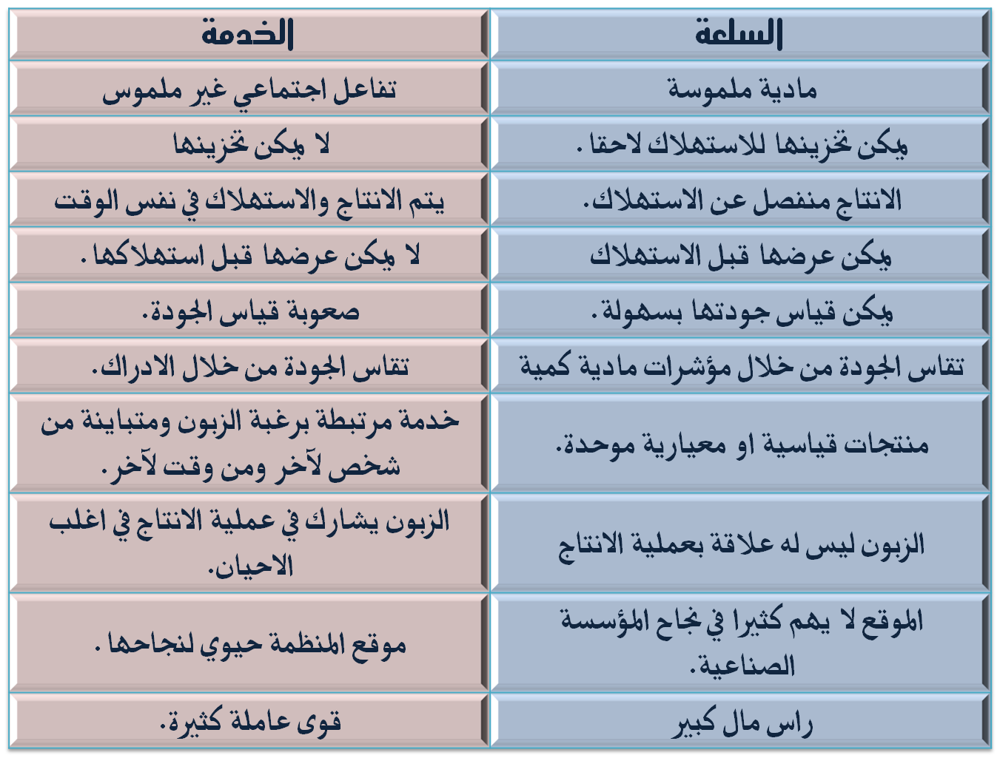 السلعة
الخدمة
مادية ملموسة
تفاعل اجتماعي غير ملموس
يمكن تخزينها للاستهلاك لاحقا .
لا يمكن تخزينها
الانتاج منفصل عن الاستهلاك.
يتم الانتاج والاستهلاك في نفس الوقت
يمكن عرضها قبل الاستهلاك
لا يمكن عرضها قبل استهلاكها .
يمكن قياس جودتها بسهولة.
صعوبة قياس الجودة.
تقاس الجودة من خلال مؤشرات مادية كمية
تقاس الجودة من خلال الادراك.
منتجات قياسية او معيارية موحدة.
خدمة مرتبطة برغبة الزبون ومتباينة من
شخص لآخر ومن وقت لآخر.
الزبون ليس له علاقة بعملية الانتاج
الزبون يشارك في عملية الانتاج في اغلب
الاحيان.
الموقع لا يهم كثيرا في نجاح المؤسسة
الصناعية.
موقع المنظمة حيوي لنجاحها .
راس مال كبير
قوى عاملة كثيرة.